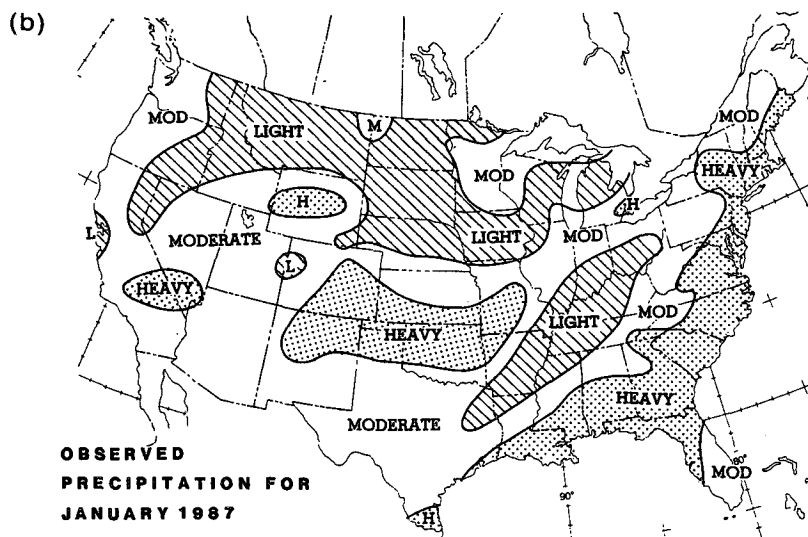 (b)
MOD
LIGHT
M
MOD
MOD
HEAVY
H
H
L
MODERATE
LIGHT
MOD
L
HEAVY
HEAVY
LIGHT
MOD
MODERATE
HEAVY
OBSERVED
PRECIPITATION FOR
JANUARY 1987
H
MOD
90°
80°